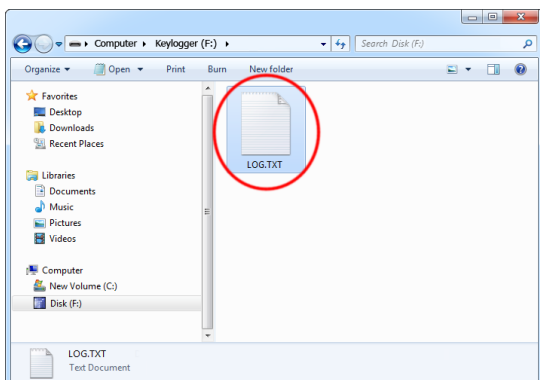 Computer ▸ Keylogger (F:) ▸ Search Disk (F:)
Organize Open Print Burn New folder
Favorites
Desktop
Downloads
Recent Places
LOG.TXT
Libraries
Documents
Music
Pictures
Videos
Computer
New Volume (C:)
Disk (F:)
LOG.TXT
Text Document